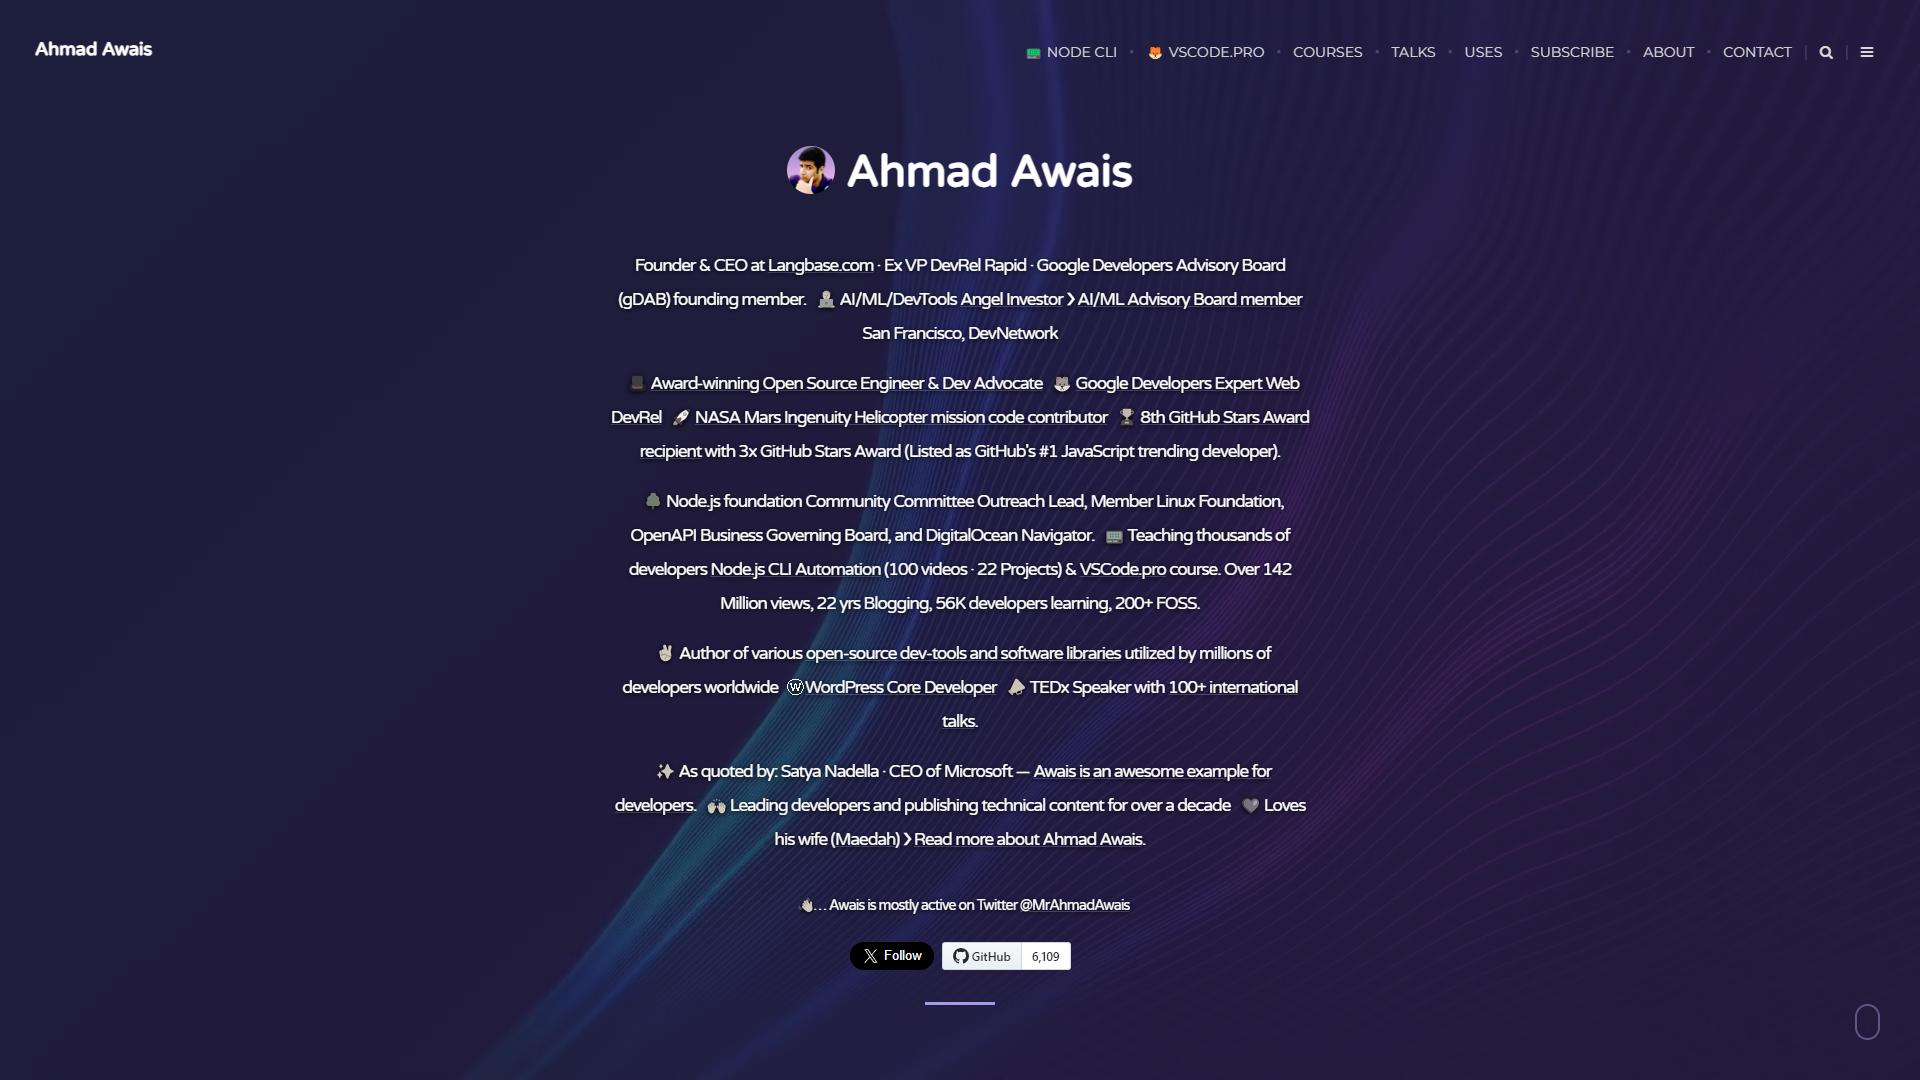 Ahmad Awais
NODE CLI · VSCODE.PRO · COURSES · TALKS · USES · SUBSCRIBE · ABOUT · CONTACT
Ahmad Awais
Founder & CEO at Langbase.com · Ex VP DevRel Rapid · Google Developers Advisory Board
(gDAB) founding member. 👨‍💻 AI/ML/DevTools Angel Investor ❯ AI/ML Advisory Board member
San Francisco, DevNetwork
🎩 Award-winning Open Source Engineer & Dev Advocate 🦊 Google Developers Expert Web
DevRel 🚀 NASA Mars Ingenuity Helicopter mission code contributor 🏆 8th GitHub Stars Award
recipient with 3x GitHub Stars Award (Listed as GitHub's #1 JavaScript trending developer).
🌳 Node.js foundation Community Committee Outreach Lead, Member Linux Foundation,
OpenAPI Business Governing Board, and DigitalOcean Navigator. 📟 Teaching thousands of
developers Node.js CLI Automation (100 videos · 22 Projects) & VSCode.pro course. Over 142
Million views, 22 yrs Blogging, 56K developers learning, 200+ FOSS.
✌ Author of various open-source dev-tools and software libraries utilized by millions of
developers worldwide WordPress Core Developer 📣 TEDx Speaker with 100+ international
talks.
✨ As quoted by: Satya Nadella · CEO of Microsoft — Awais is an awesome example for
developers. 🙌 Leading developers and publishing technical content for over a decade 💜 Loves
his wife (Maedah) ❯ Read more about Ahmad Awais.
👋… Awais is mostly active on Twitter @MrAhmadAwais
Follow
GitHub 6,109